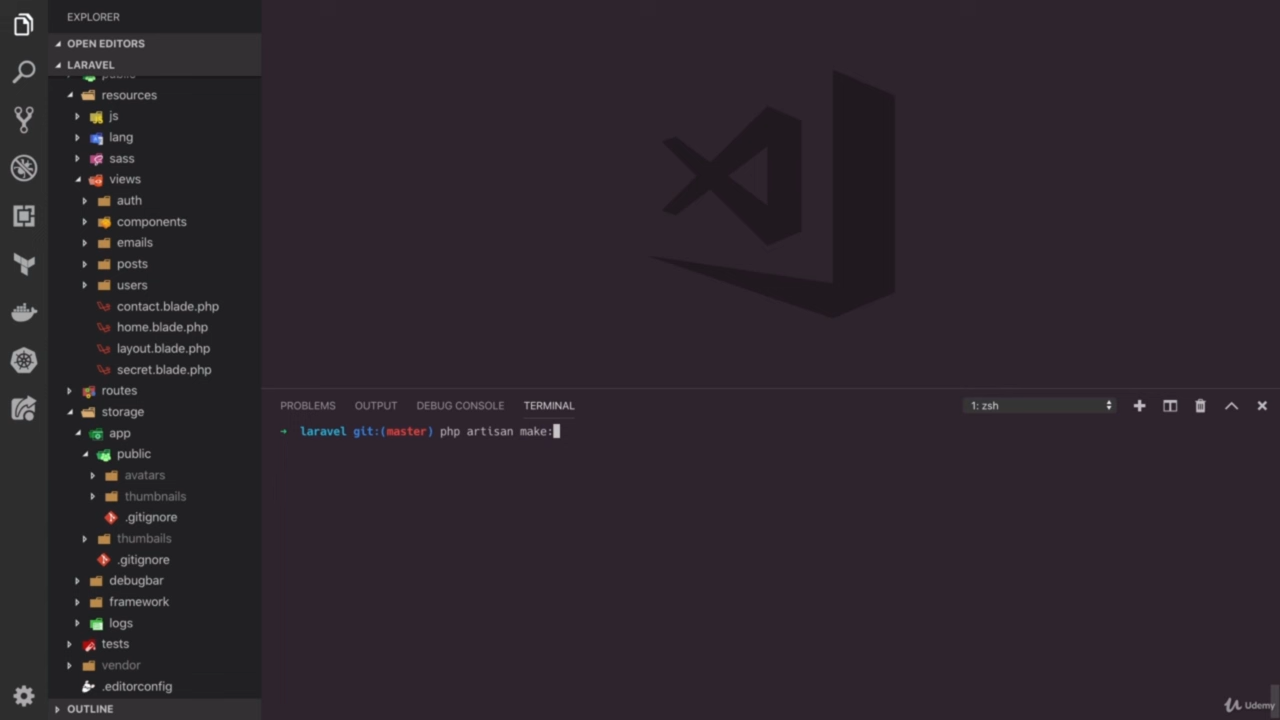 EXPLORER
OPEN EDITORS
LARAVEL
public
resources
js
lang
sass
views
auth
components
emails
posts
users
contact.blade.php
home.blade.php
layout.blade.php
secret.blade.php
routes
storage
app
public
avatars
thumbnails
.gitignore
thumbails
.gitignore
debugbar
framework
logs
tests
vendor
.editorconfig
OUTLINE
PROBLEMS OUTPUT DEBUG CONSOLE TERMINAL 1: zsh
➜ laravel git:(master) php artisan make:
Udemy